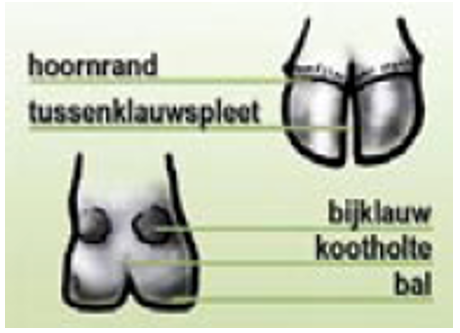 hoornrand
tussenklauwspleet
bijklauw
kootholte
bal